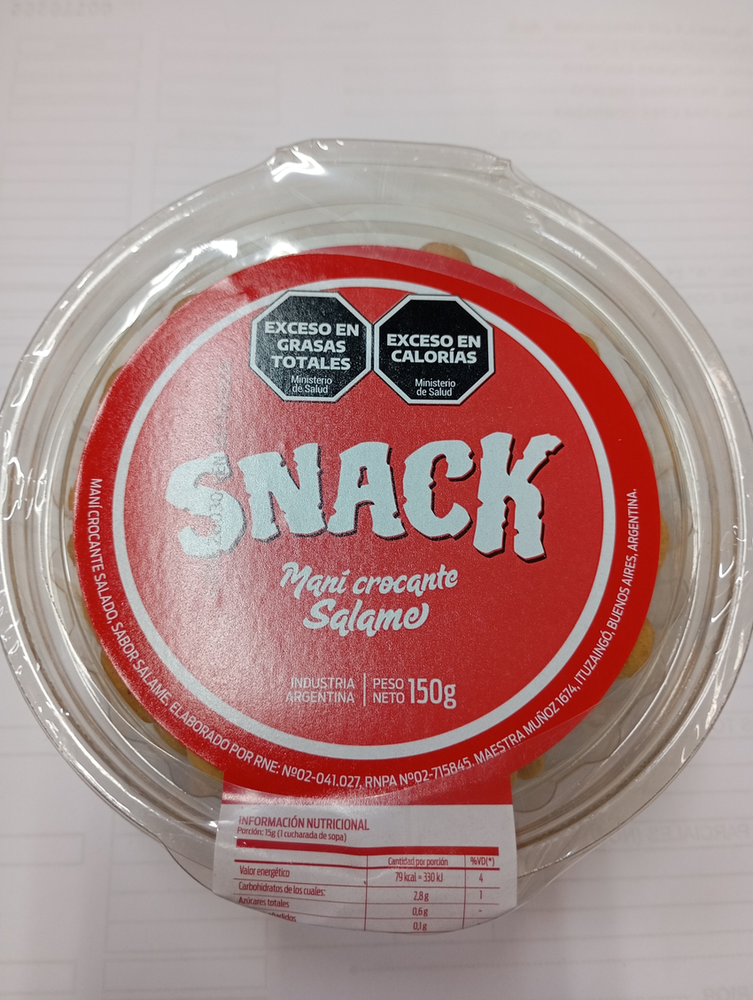 EXCESO EN
GRASAS
TOTALES
Ministerio
de Salud
EXCESO EN
CALORÍAS
Ministerio
de Salud
SNACK
Maní crocante
Salame
INDUSTRIA
ARGENTINA
PESO
NETO 150g
MANÍ CROCANTE SALADO, SABOR SALAME. ELABORADO POR RNE: Nº02-041.027, RNPA Nº02-715845. MAESTRA MUÑOZ 1674, ITUZAINGÓ, BUENOS AIRES, ARGENTINA.
INFORMACIÓN NUTRICIONAL
Porción: 15g (1 cucharada de sopa)
Cantidad por porción %VD(*)
Valor energético 79 kcal = 330 kJ 4
Carbohidratos de los cuales: 2,8 g 1
Azúcares totales 0,6 g -
0,1 g